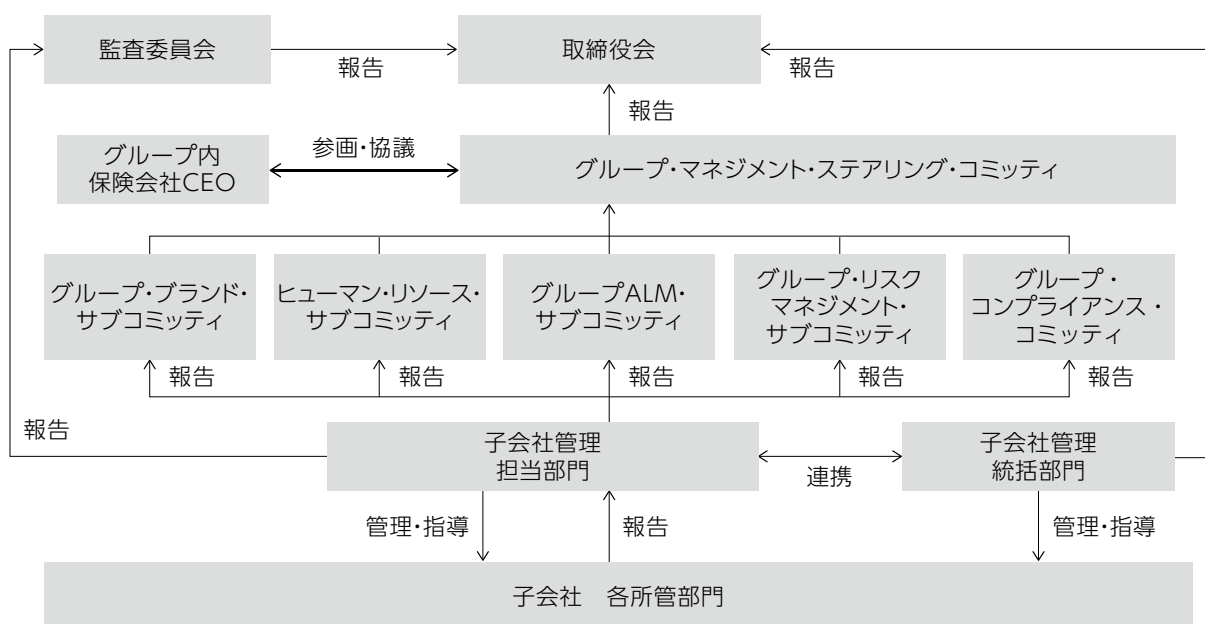 監査委員会
報告
取締役会
報告
報告
グループ内
保険会社CEO
参画・協議
グループ・マネジメント・ステアリング・コミッティ
グループ・ブランド・
サブコミッティ
ヒューマン・リソース・
サブコミッティ
グループALM・
サブコミッティ
グループ・リスク
マネジメント・
サブコミッティ
グループ・
コンプライアンス・
コミッティ
報告
報告
報告
報告
報告
報告
子会社管理
担当部門
連携
子会社管理
統括部門
管理・指導
報告
管理・指導
子会社　各所管部門